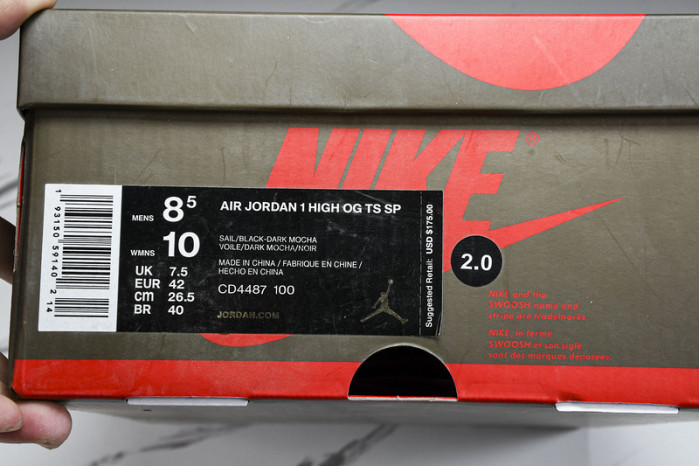 NIKE®
MENS 8 5
WMNS 10
UK 7.5
EUR 42
cm 26.5
BR 40
AIR JORDAN 1 HIGH OG TS SP
SAIL/BLACK-DARK MOCHA
VOILE/DARK MOCHA/NOIR
MADE IN CHINA / FABRIQUE EN CHINE /
HECHO EN CHINA
CD4487 100
JORDAN.COM
Suggested Retail: USD $175.00
1 93150 59140 2 14
2.0
NIKE and the
SWOOSH name and
stripe are trademarks.
NIKE, le terme
SWOOSH et son sigle
sont des marques déposées.